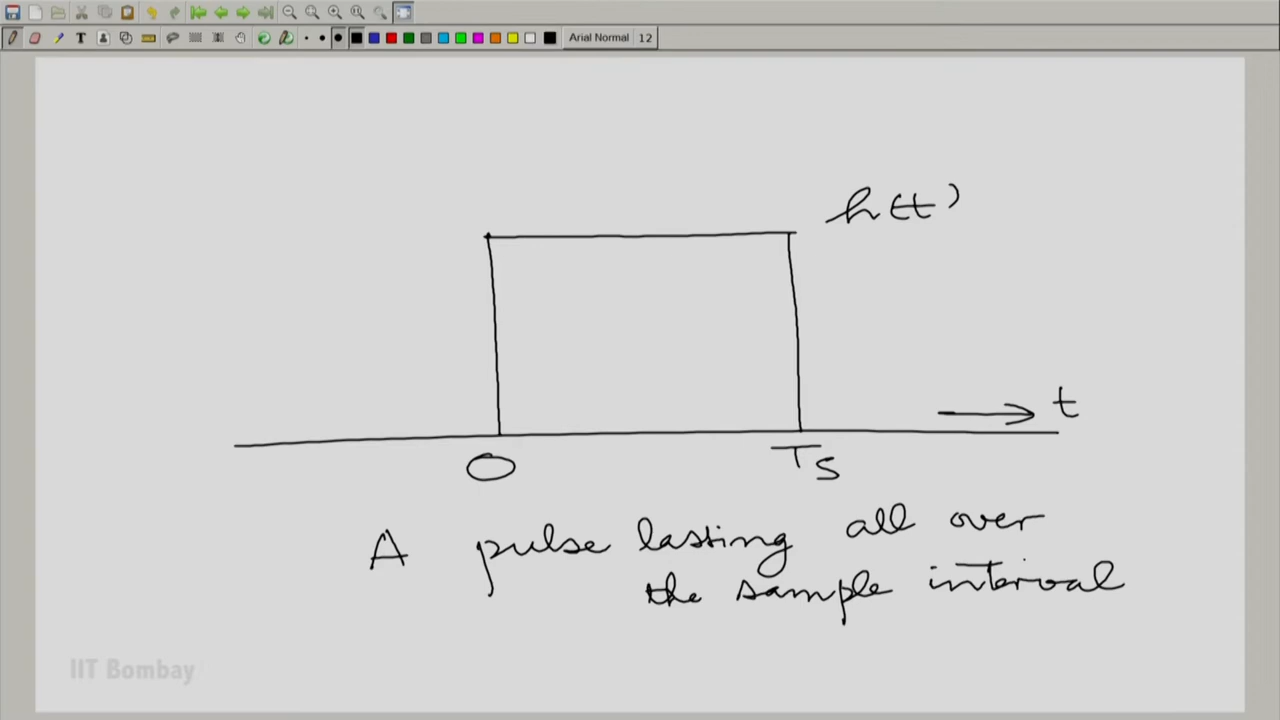 Arial Normal 12
h(t)
t
0 Ts
A pulse lasting all over
the sample interval
IIT Bombay